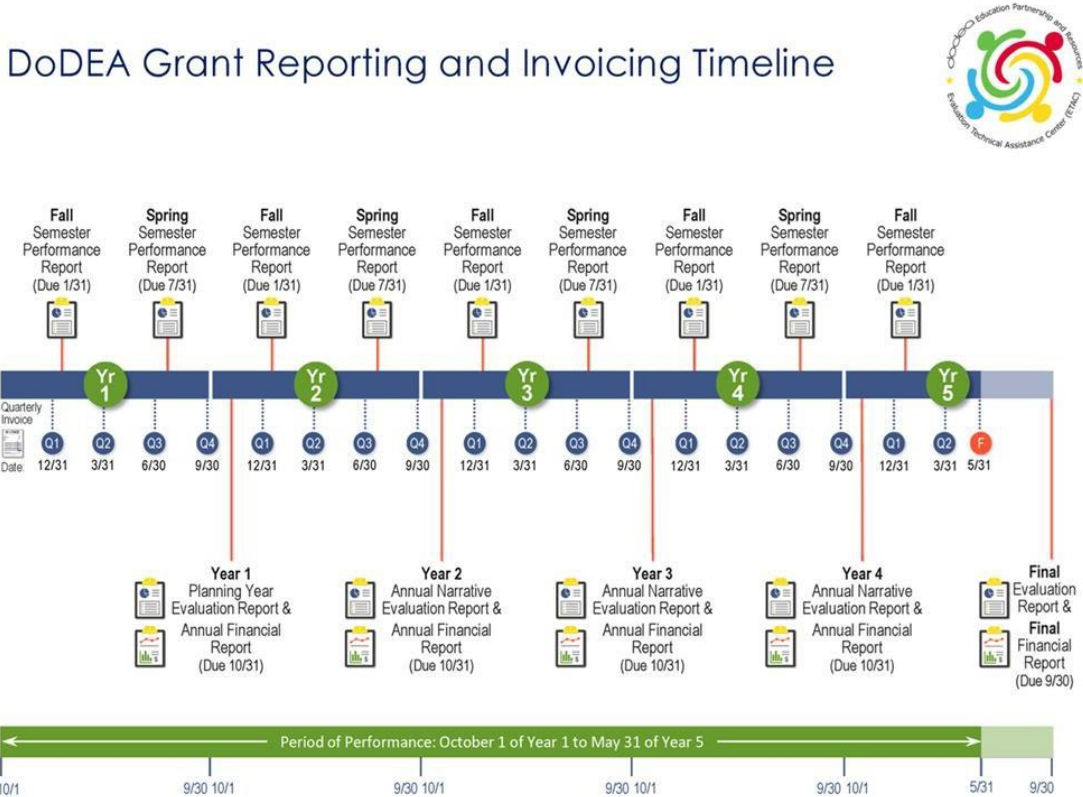 DoDEA Grant Reporting and Invoicing Timeline
dodea Education Partnership and Resources
Evaluation Technical Assistance Center (ETAC)
Fall
Semester
Performance
Report
(Due 1/31)
Spring
Semester
Performance
Report
(Due 7/31)
Fall
Semester
Performance
Report
(Due 1/31)
Spring
Semester
Performance
Report
(Due 7/31)
Fall
Semester
Performance
Report
(Due 1/31)
Spring
Semester
Performance
Report
(Due 7/31)
Fall
Semester
Performance
Report
(Due 1/31)
Spring
Semester
Performance
Report
(Due 7/31)
Fall
Semester
Performance
Report
(Due 1/31)
Yr
1
Yr
2
Yr
3
Yr
4
Yr
5
Quarterly
Invoice
Q1 Q2 Q3 Q4 Q1 Q2 Q3 Q4 Q1 Q2 Q3 Q4 Q1 Q2 Q3 Q4 Q1 Q2 F
Date: 12/31 3/31 6/30 9/30 12/31 3/31 6/30 9/30 12/31 3/31 6/30 9/30 12/31 3/31 6/30 9/30 12/31 3/31 5/31
Year 1
Planning Year
Evaluation Report &
Annual Financial
Report
(Due 10/31)
Year 2
Annual Narrative
Evaluation Report &
Annual Financial
Report
(Due 10/31)
Year 3
Annual Narrative
Evaluation Report &
Annual Financial
Report
(Due 10/31)
Year 4
Annual Narrative
Evaluation Report &
Annual Financial
Report
(Due 10/31)
Final
Evaluation
Report &
Final
Financial
Report
(Due 9/30)
Period of Performance: October 1 of Year 1 to May 31 of Year 5
10/1 9/30 10/1 9/30 10/1 9/30 10/1 9/30 10/1 5/31 9/30